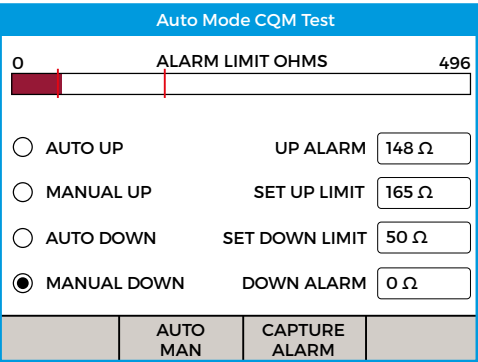 Auto Mode CQM Test
0 ALARM LIMIT OHMS 496
AUTO UP UP ALARM 148 Ω
MANUAL UP SET UP LIMIT 165 Ω
AUTO DOWN SET DOWN LIMIT 50 Ω
MANUAL DOWN DOWN ALARM 0 Ω
AUTO CAPTURE
MAN ALARM